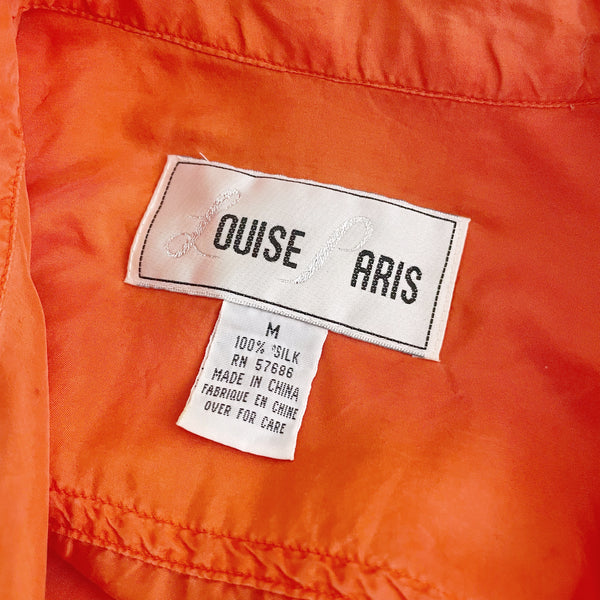 LOUISE PARIS
M
100% SILK
RN 57686
MADE IN CHINA
FABRIQUE EN CHINE
OVER FOR CARE